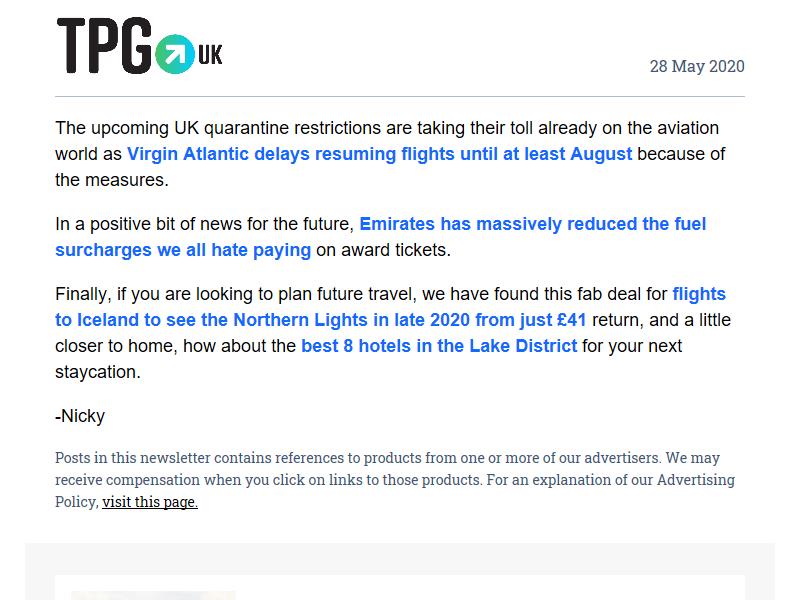 TPG UK
28 May 2020
The upcoming UK quarantine restrictions are taking their toll already on the aviation
world as Virgin Atlantic delays resuming flights until at least August because of
the measures.
In a positive bit of news for the future, Emirates has massively reduced the fuel
surcharges we all hate paying on award tickets.
Finally, if you are looking to plan future travel, we have found this fab deal for flights
to Iceland to see the Northern Lights in late 2020 from just £41 return, and a little
closer to home, how about the best 8 hotels in the Lake District for your next
staycation.
-Nicky
Posts in this newsletter contains references to products from one or more of our advertisers. We may
receive compensation when you click on links to those products. For an explanation of our Advertising
Policy, visit this page.